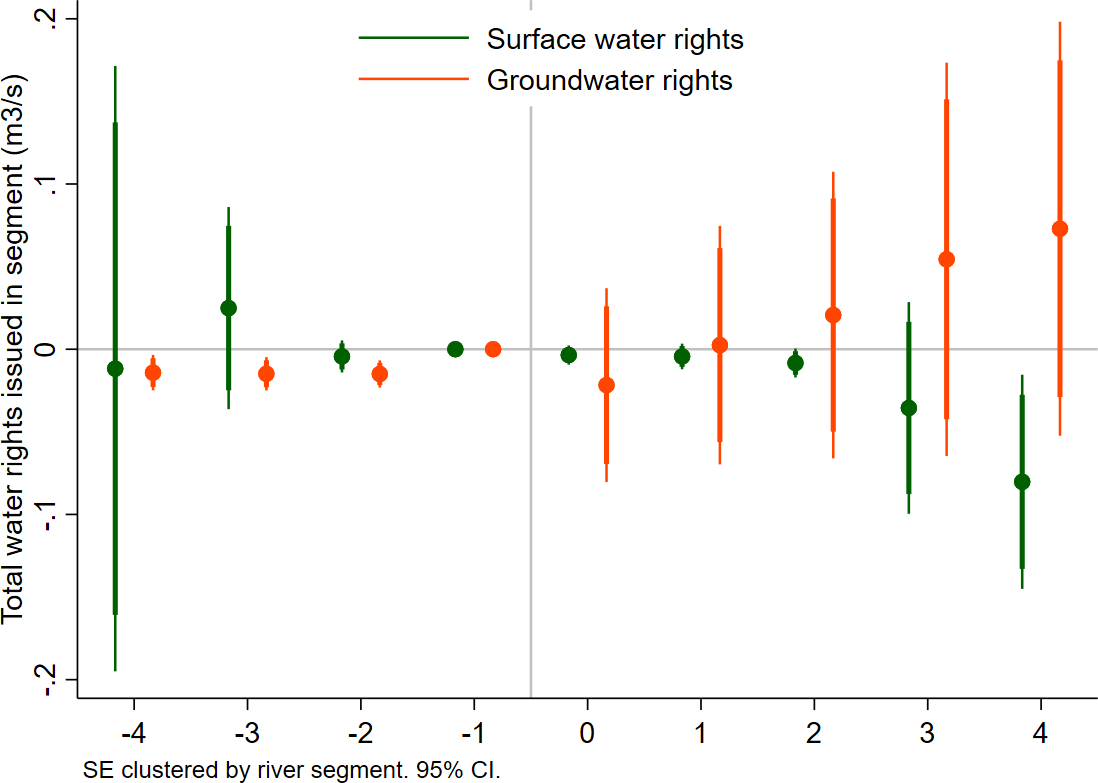 Surface water rights
Groundwater rights
Total water rights issued in segment (m3/s)
.2
.1
0
-.1
-.2
-4 -3 -2 -1 0 1 2 3 4
SE clustered by river segment. 95% CI.